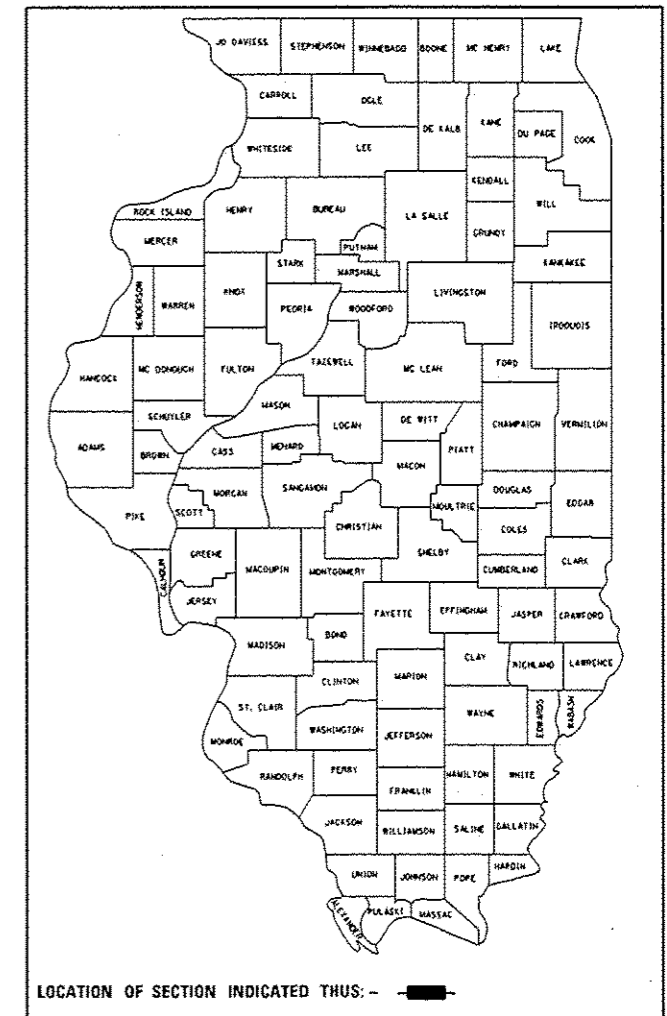 JO DAVIESS STEPHENSON WINNEBAGO BOONE MC HENRY LAKE
CARROLL OGLE DE KALB KANE DU PAGE COOK
WHITESIDE LEE KENDALL WILL
ROCK ISLAND HENRY BUREAU LA SALLE GRUNDY
MERCER PUTNAM KANKAKEE
STARK MARSHALL
HENDERSON WARREN KNOX PEORIA WOODFORD LIVINGSTON IROQUOIS
HANCOCK MC DONOUGH FULTON TAZEWELL MC LEAN FORD
SCHUYLER MASON LOGAN DE WITT CHAMPAIGN VERMILION
ADAMS BROWN CASS MENARD MACON PIATT
MORGAN SANGAMON DOUGLAS EDGAR
PIKE SCOTT CHRISTIAN MOULTRIE COLES
GREENE MACOUPIN MONTGOMERY SHELBY CUMBERLAND CLARK
CALHOUN JERSEY FAYETTE EFFINGHAM JASPER CRAWFORD
MADISON BOND CLAY RICHLAND LAWRENCE
CLINTON MARION
ST. CLAIR WASHINGTON WAYNE EDWARDS WABASH
MONROE JEFFERSON
RANDOLPH PERRY HAMILTON WHITE
FRANKLIN
JACKSON WILLIAMSON SALINE GALLATIN
UNION JOHNSON POPE HARDIN
ALEXANDER PULASKI MASSAC
LOCATION OF SECTION INDICATED THUS: -